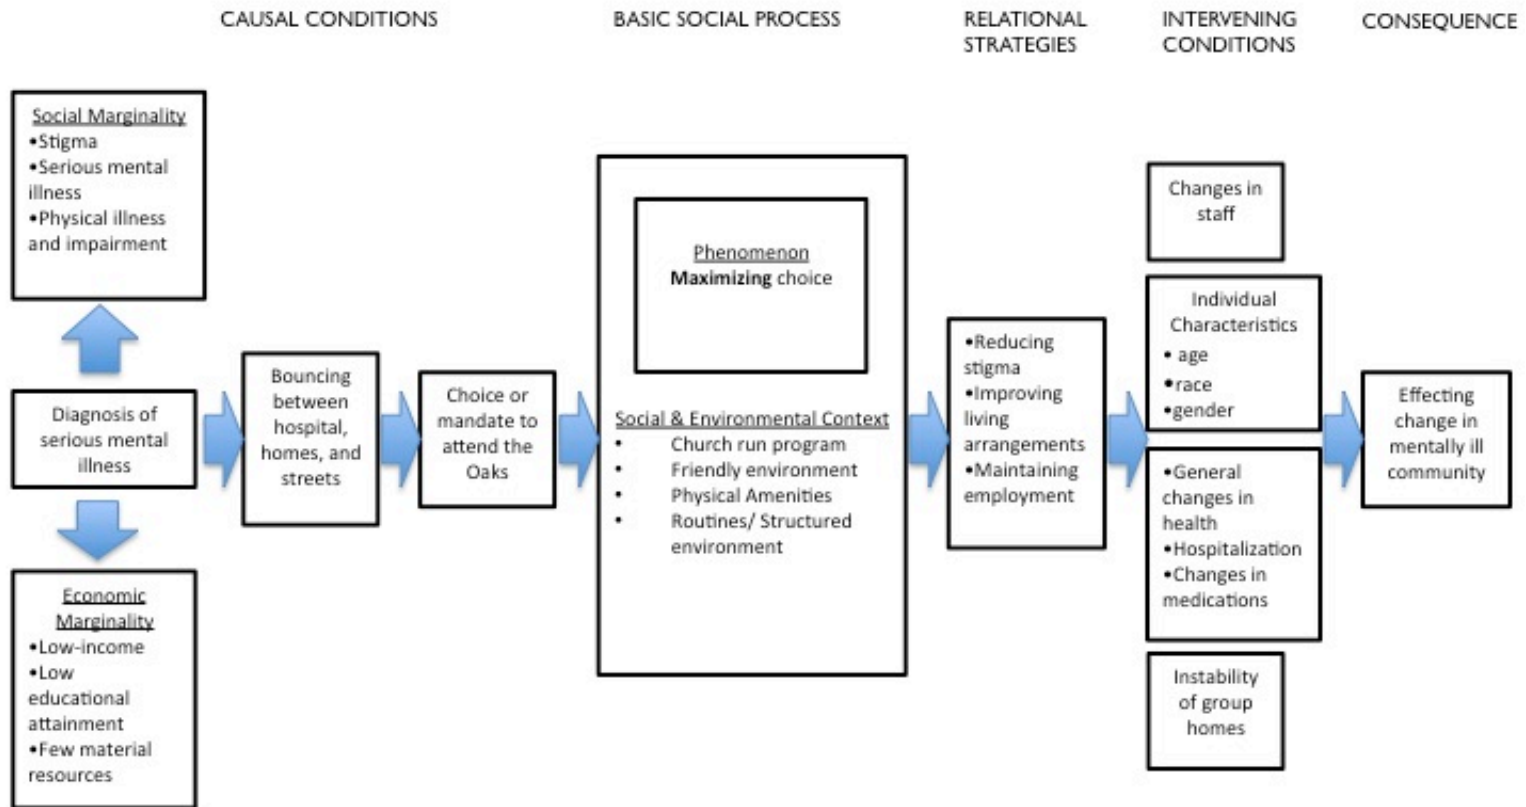 CAUSAL CONDITIONS
BASIC SOCIAL PROCESS
RELATIONAL
STRATEGIES
INTERVENING
CONDITIONS
CONSEQUENCE
Social Marginality
•Stigma
•Serious mental
illness
•Physical illness
and impairment
Diagnosis of
serious mental
illness
Economic
Marginality
•Low-income
•Low
educational
attainment
•Few material
resources
Bouncing
between
hospital,
homes, and
streets
Choice or
mandate to
attend the
Oaks
Phenomenon
Maximizing choice
Social & Environmental Context
• Church run program
• Friendly environment
• Physical Amenities
• Routines/ Structured
environment
•Reducing
stigma
•Improving
living
arrangements
•Maintaining
employment
Changes in
staff
Individual
Characteristics
• age
•race
•gender
•General
changes in
health
•Hospitalization
•Changes in
medications
Instability
of group
homes
Effecting
change in
mentally ill
community